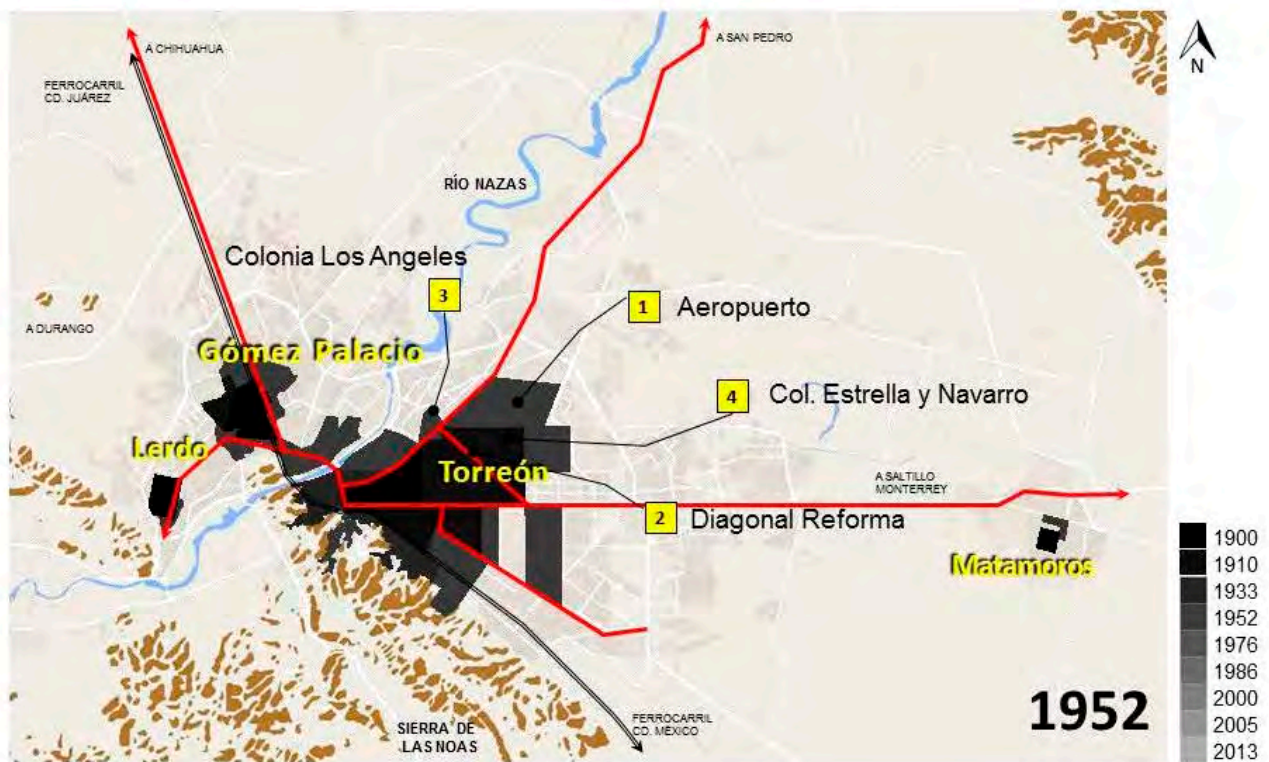 A CHIHUAHUA
A SAN PEDRO
N
FERROCARRIL
CD. JUÁREZ
RÍO NAZAS
Colonia Los Angeles
3
1 Aeropuerto
A DURANGO
Gómez Palacio
4 Col. Estrella y Navarro
Lerdo
Torreón
A SALTILLO
MONTERREY
2 Diagonal Reforma
Matamoros
1900
1910
1933
1952
1976
1986
2000
2005
2013
1952
SIERRA DE
LAS NOAS
FERROCARRIL
CD. MÉXICO